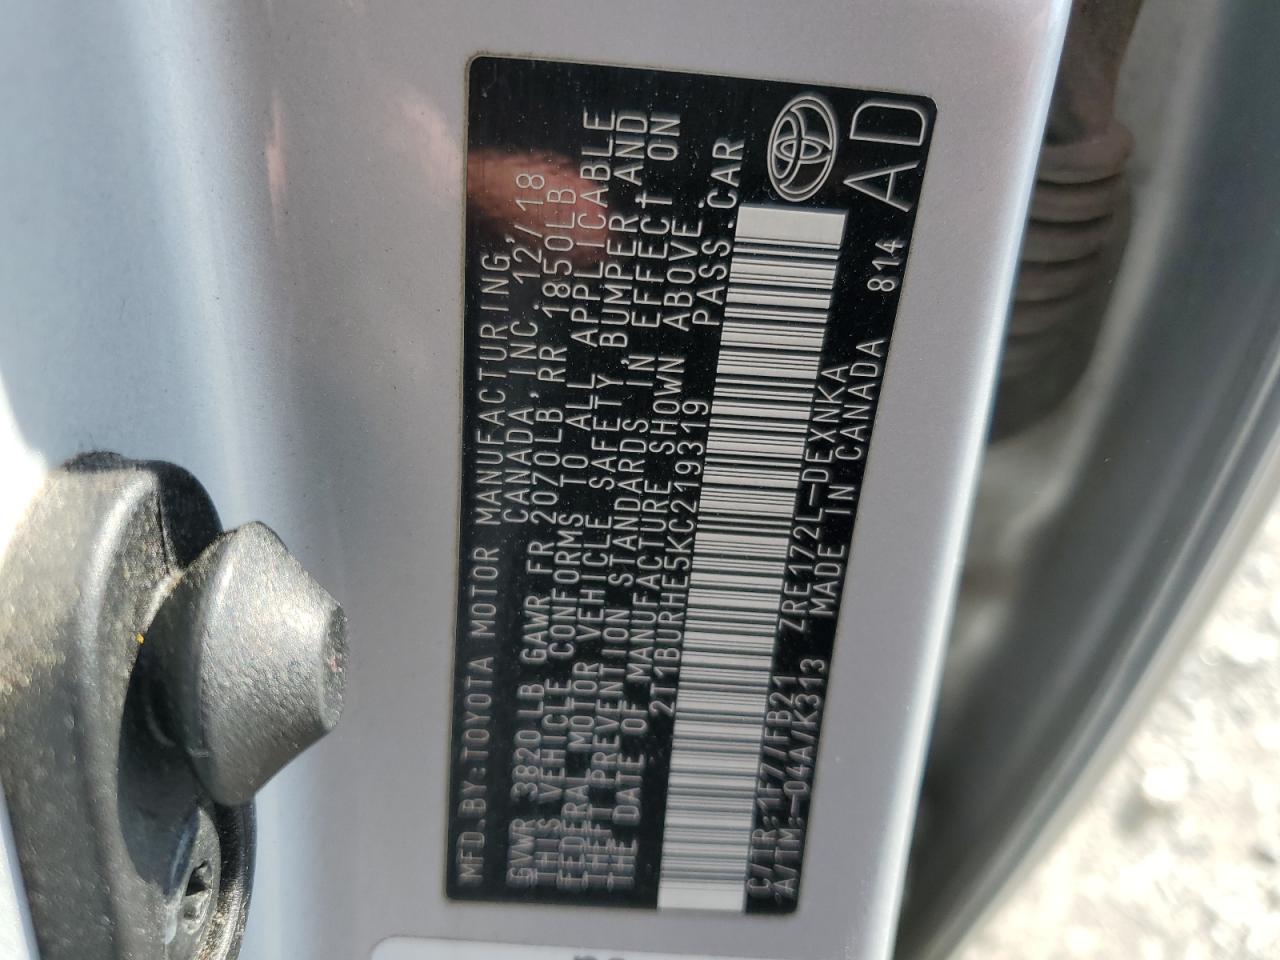 MFD.BY:TOYOTA MOTOR MANUFACTURING,
CANADA, INC. 12/18
GVWR 3820LB GAWR FR 2070LB, RR 1850LB
THIS VEHICLE CONFORMS TO ALL APPLICABLE
FEDERAL MOTOR VEHICLE SAFETY, BUMPER, AND
THEFT PREVENTION STANDARDS IN EFFECT ON
THE DATE OF MANUFACTURE SHOWN ABOVE.
2T1BURHE5KC219319 PASS.CAR
C/TR:1F7/FB21 ZRE172L-DEXNKA
A/TM:-04A/K313 MADE IN CANADA 814
AD